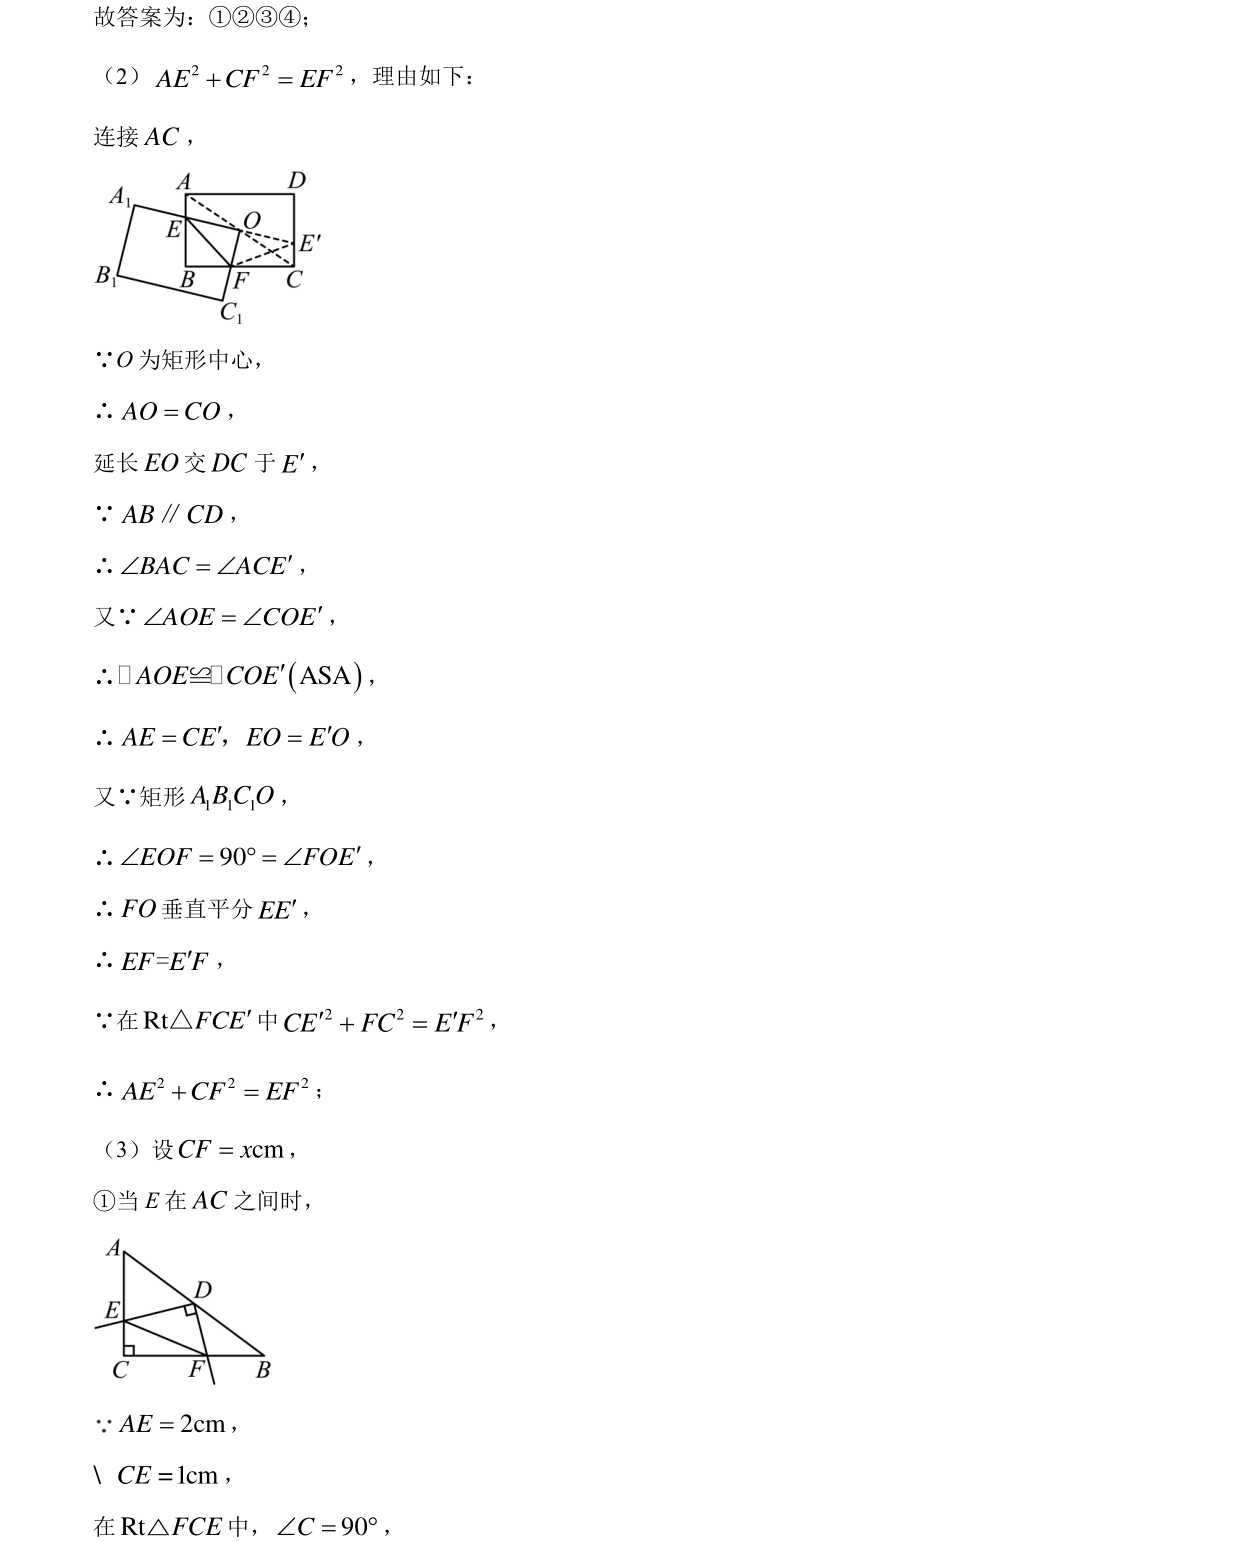 故答案为：①②③④；
（2）AE²+CF²=EF²，理由如下：
连接AC，
A D
A₁
E O
E′
B₁ B F C
C₁
∵O为矩形中心，
∴AO=CO，
延长EO交DC于E′，
∵AB∥CD，
∴∠BAC=∠ACE′，
又∵∠AOE=∠COE′，
∴□AOE≌□COE′(ASA)，
∴AE=CE′，EO=E′O，
又∵矩形A₁B₁C₁O，
∴∠EOF=90°=∠FOE′，
∴FO垂直平分EE′，
∴EF=E′F，
∵在Rt△FCE′中CE′²+FC²=E′F²，
∴AE²+CF²=EF²；
（3）设CF=xcm，
①当E在AC之间时，
A
D
E
C F B
∵AE=2cm，
\ CE=1cm，
在Rt△FCE中，∠C=90°，